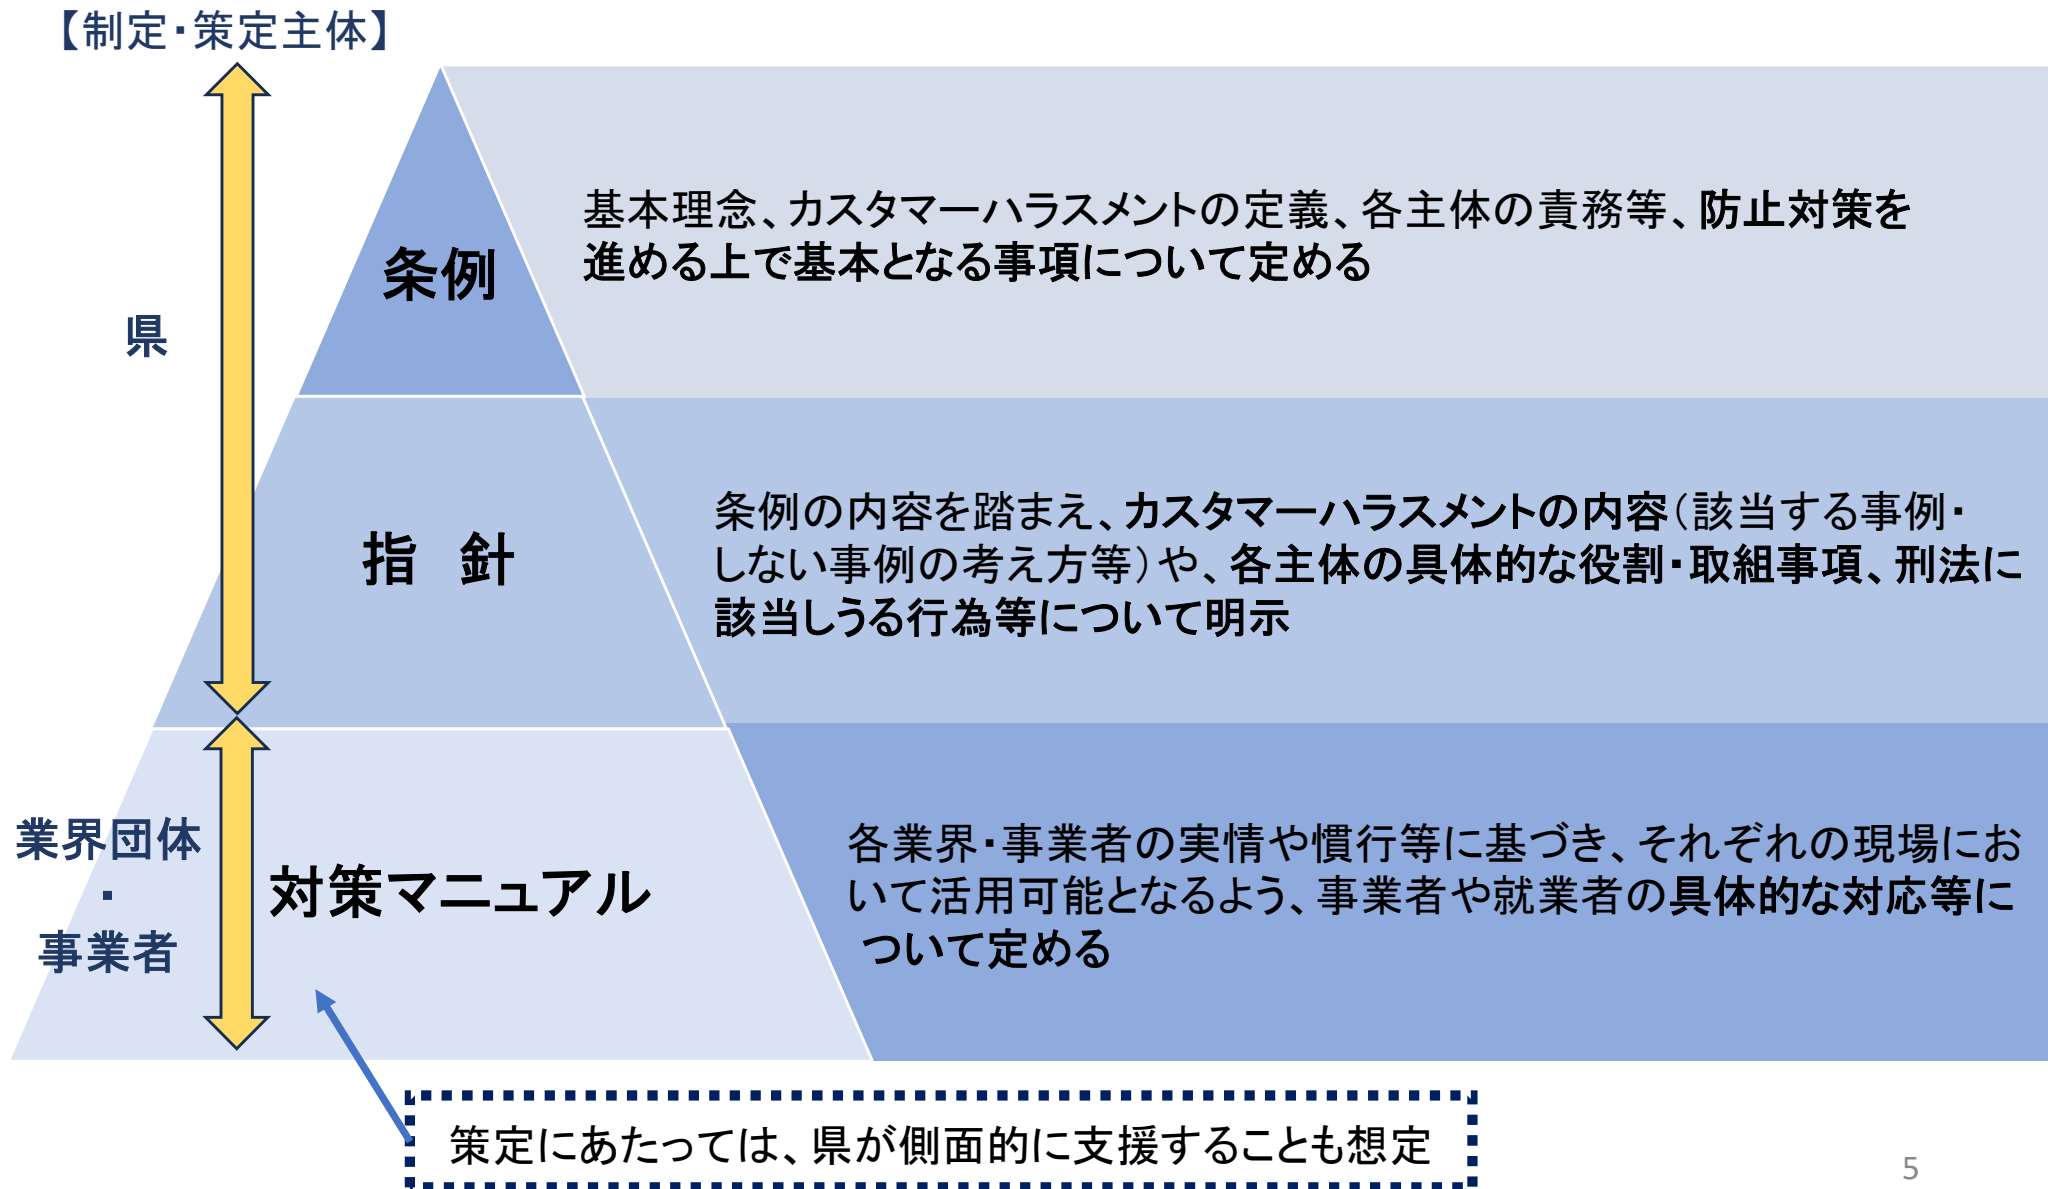 【制定・策定主体】
県
条例
基本理念、カスタマーハラスメントの定義、各主体の責務等、防止対策を
進める上で基本となる事項について定める
指　針
条例の内容を踏まえ、カスタマーハラスメントの内容（該当する事例・
しない事例の考え方等）や、各主体の具体的な役割・取組事項、刑法に
該当しうる行為等について明示
業界団体
・
事業者
対策マニュアル
各業界・事業者の実情や慣行等に基づき、それぞれの現場にお
いて活用可能となるよう、事業者や就業者の具体的な対応等に
ついて定める
策定にあたっては、県が側面的に支援することも想定
5